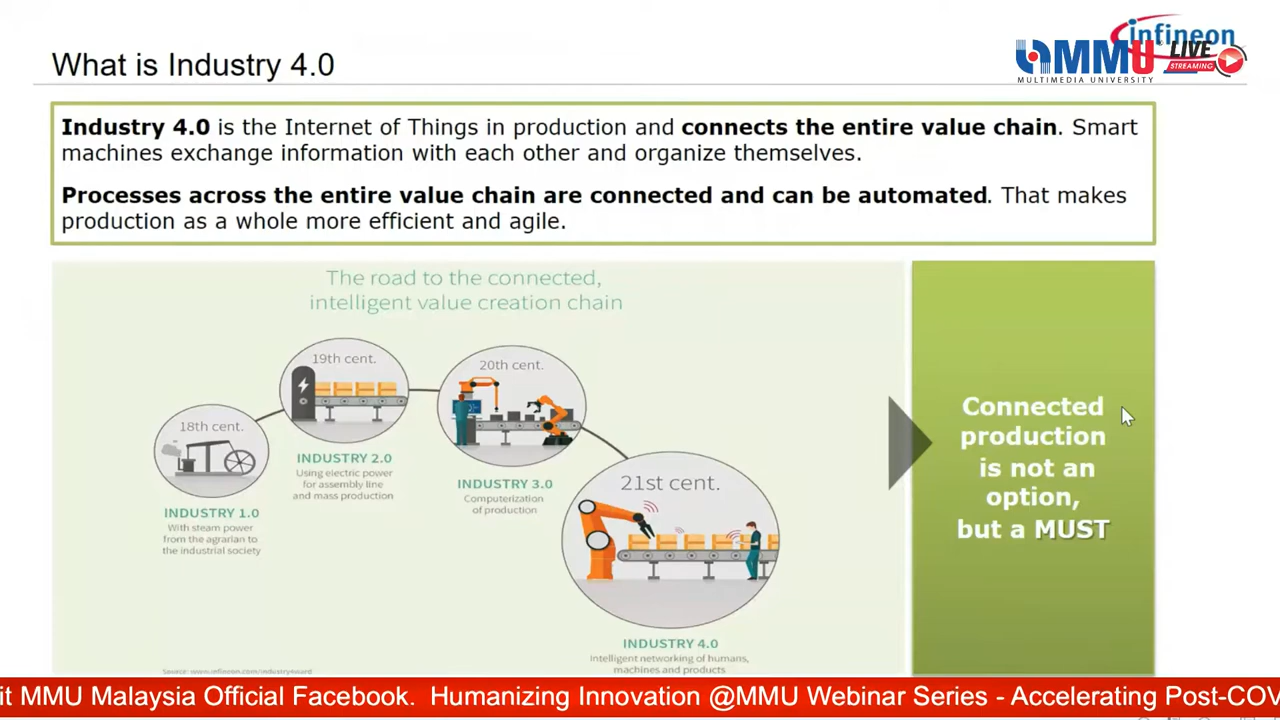 infineon
MMU LIVE
STREAMING
MULTIMEDIA UNIVERSITY
What is Industry 4.0
Industry 4.0 is the Internet of Things in production and connects the entire value chain. Smart
machines exchange information with each other and organize themselves.
Processes across the entire value chain are connected and can be automated. That makes
production as a whole more efficient and agile.
The road to the connected,
intelligent value creation chain
18th cent.
INDUSTRY 1.0
With steam power
from the agrarian to
the industrial society
19th cent.
INDUSTRY 2.0
Using electric power
for assembly line
and mass production
20th cent.
INDUSTRY 3.0
Computerization
of production
21st cent.
INDUSTRY 4.0
Intelligent networking of humans,
machines and products
Connected
production
is not an
option,
but a MUST
it MMU Malaysia Official Facebook. Humanizing Innovation @MMU Webinar Series - Accelerating Post-COV